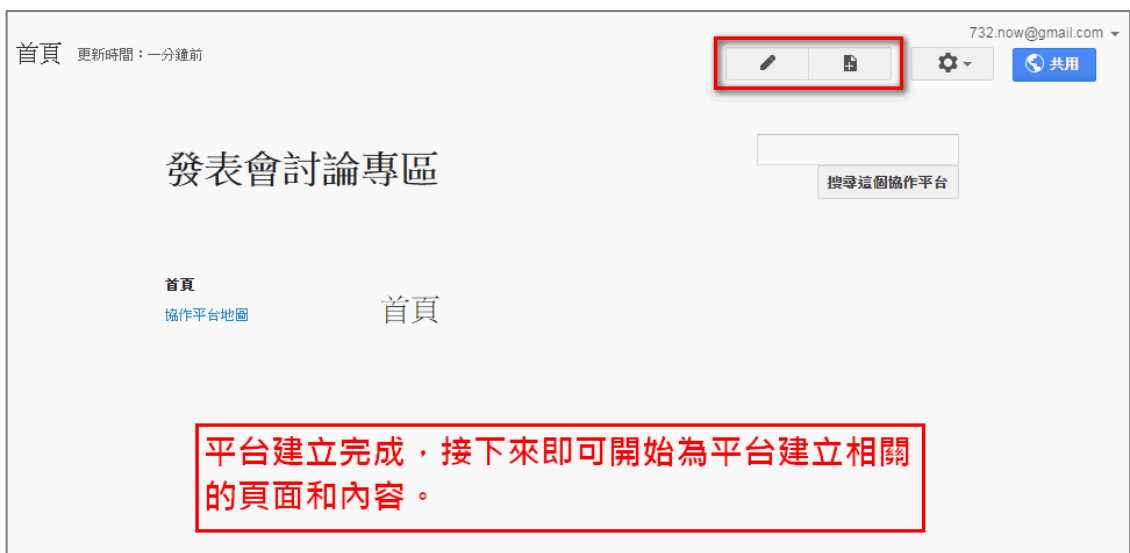 732.now@gmail.com
首頁 更新時間：一分鐘前
共用
發表會討論專區
搜尋這個協作平台
首頁
協作平台地圖
首頁
平台建立完成，接下來即可開始為平台建立相關
的頁面和內容。